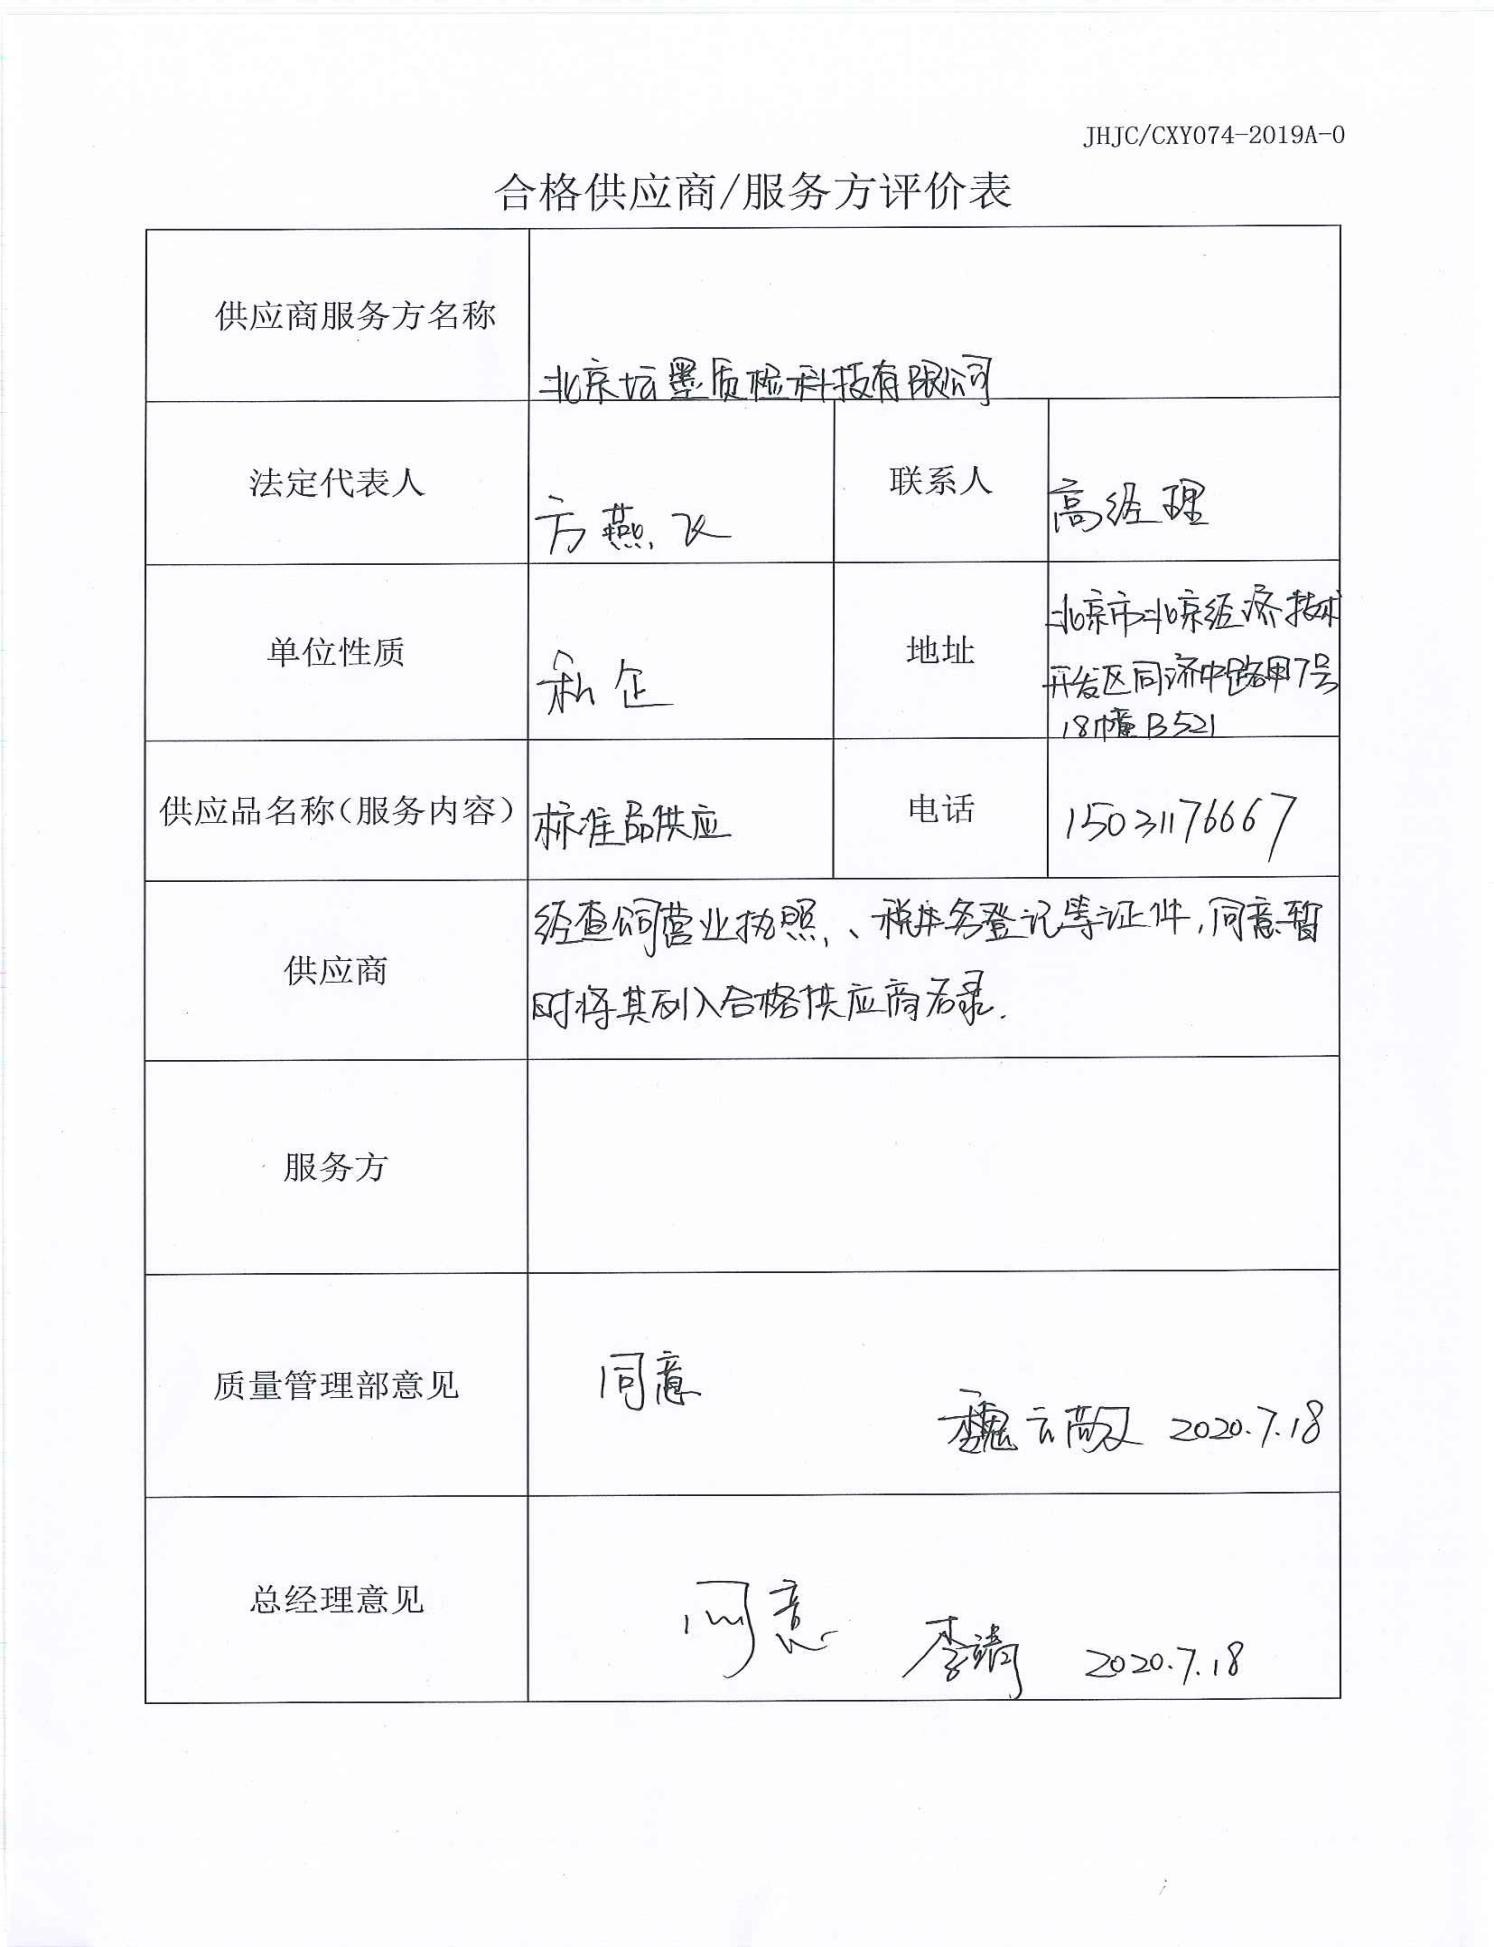 JHJC/CXY074-2019A-0
合格供应商/服务方评价表
供应商服务方名称
北京坛墨质检科技有限公司
法定代表人
方燕飞
联系人
高经理
单位性质
私企
地址
北京市北京经济技术
开发区同济中路甲7号
18幢B521
供应品名称(服务内容)
标准品供应
电话
15031176667
供应商
经查公司营业执照、税务登记等证件,同意暂
时将其列入合格供应商名录.
服务方
质量管理部意见
同意
魏云敬 2020.7.18
总经理意见
同意
李 2020.7.18